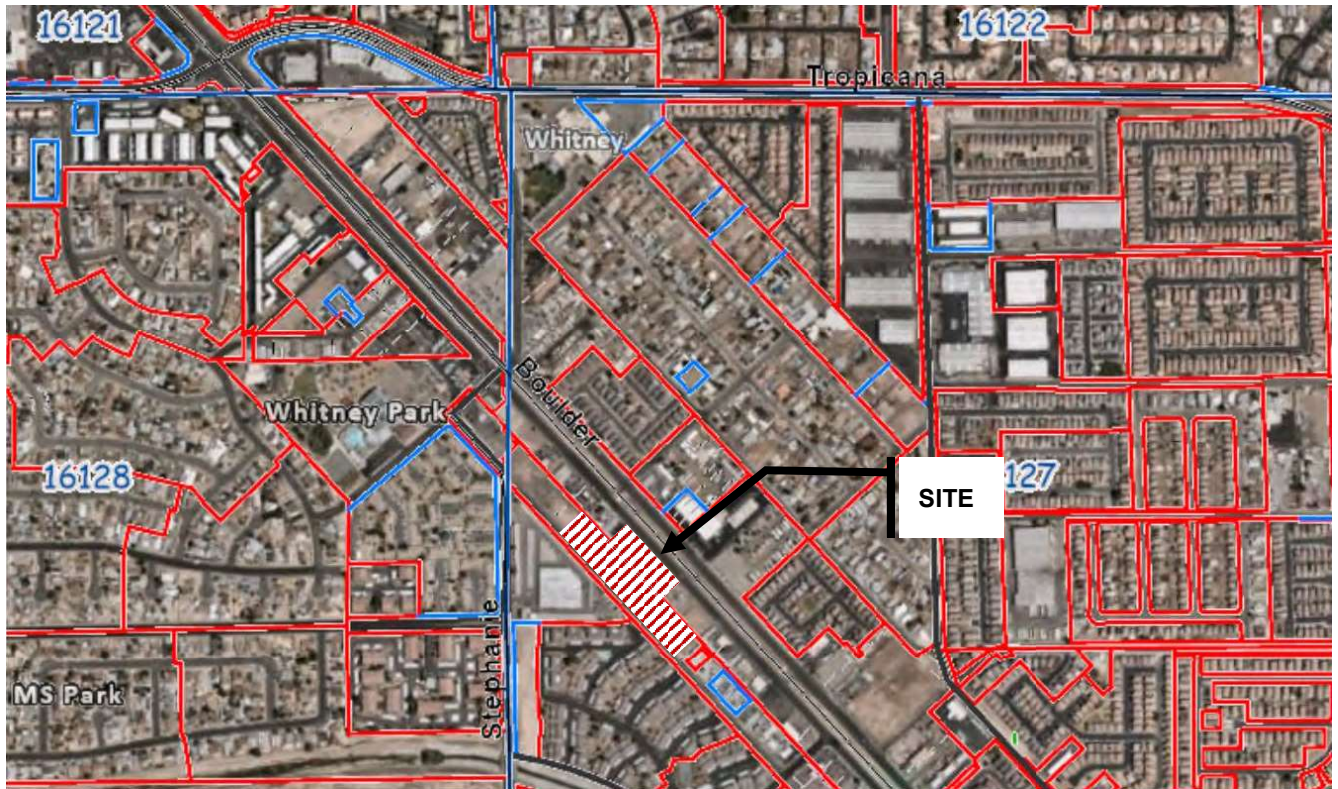 16121
16122
Tropicana
Whitney
Boulder
Whitney Park
16128
SITE
127
MS Park
Stephanie